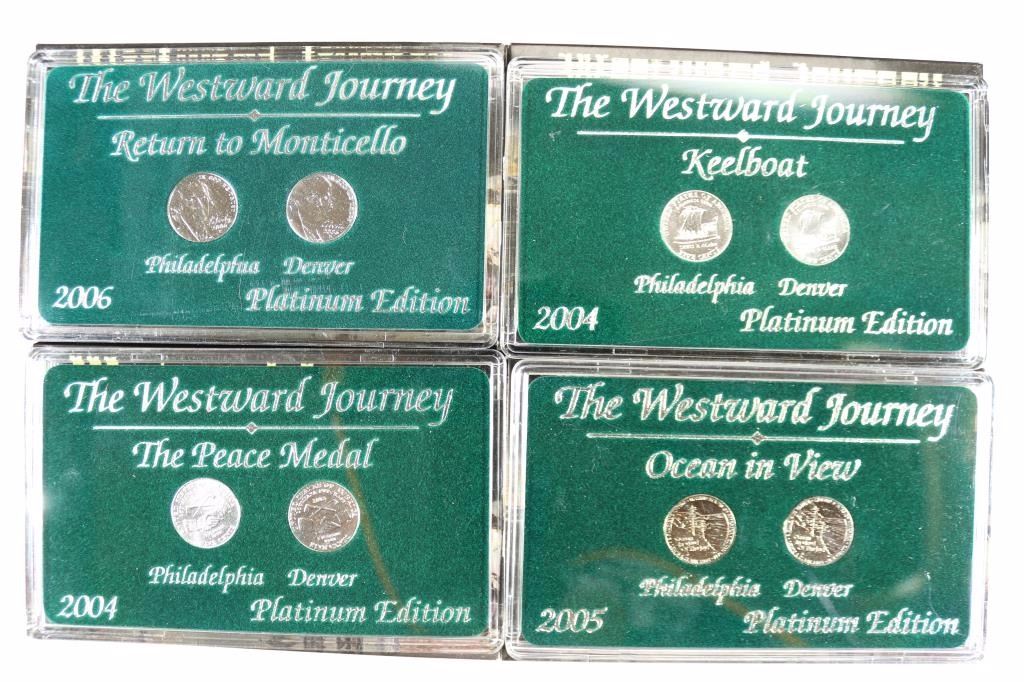 The Westward Journey
Return to Monticello
Philadelphia Denver
2006 Platinum Edition
The Westward Journey
Keelboat
Philadelphia Denver
2004 Platinum Edition
The Westward Journey
The Peace Medal
Philadelphia Denver
2004 Platinum Edition
The Westward Journey
Ocean in View
Philadelphia Denver
2005 Platinum Edition